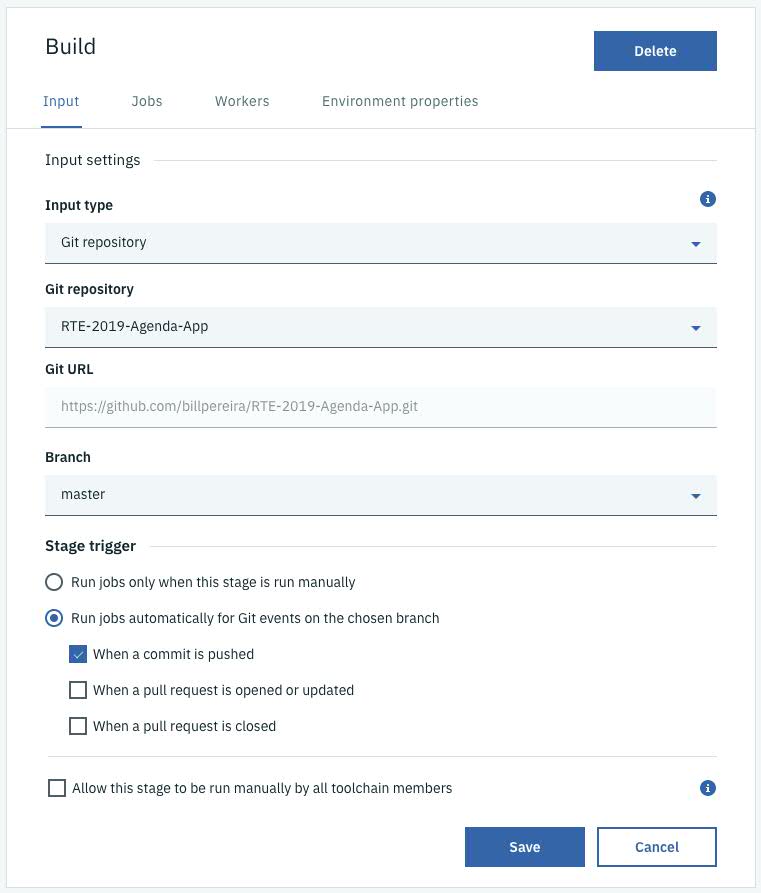 Build
Delete
Input Jobs Workers Environment properties
Input settings
Input type
Git repository
Git repository
RTE-2019-Agenda-App
Git URL
https://github.com/billpereira/RTE-2019-Agenda-App.git
Branch
master
Stage trigger
Run jobs only when this stage is run manually
Run jobs automatically for Git events on the chosen branch
When a commit is pushed
When a pull request is opened or updated
When a pull request is closed
Allow this stage to be run manually by all toolchain members
Save Cancel